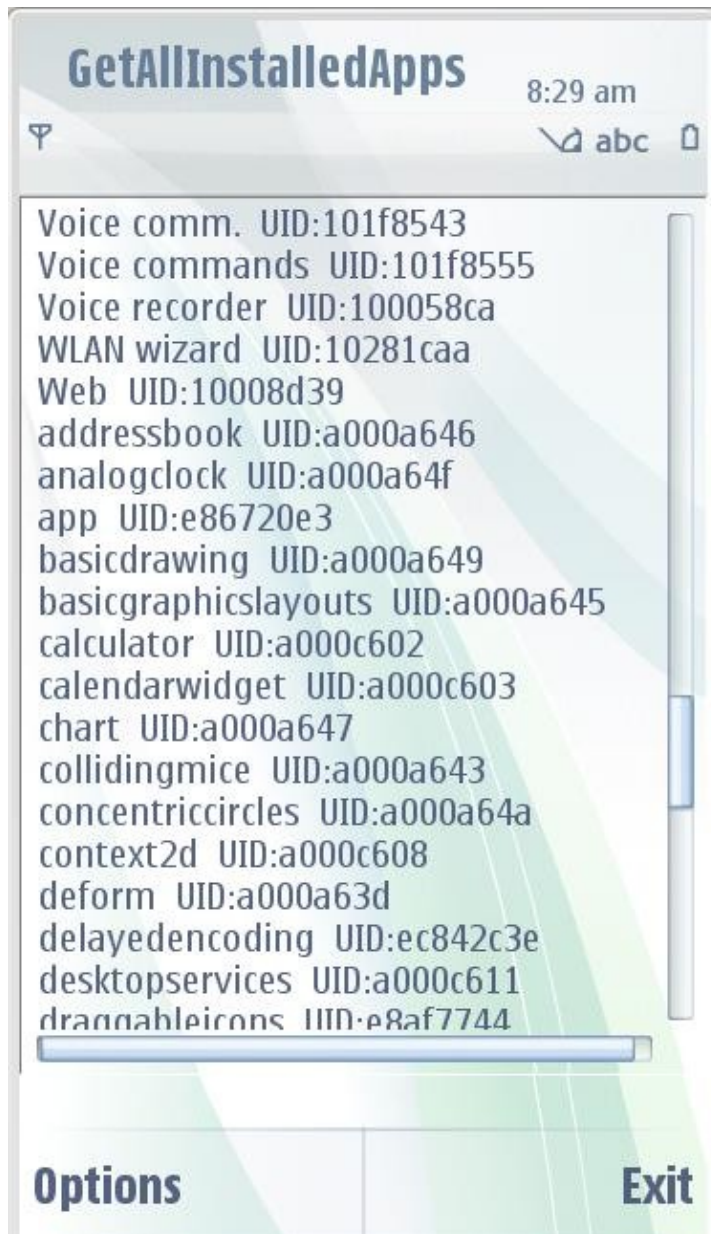 GetAllInstalledApps
8:29 am
abc
Voice comm. UID:101f8543
Voice commands UID:101f8555
Voice recorder UID:100058ca
WLAN wizard UID:10281caa
Web UID:10008d39
addressbook UID:a000a646
analogclock UID:a000a64f
app UID:e86720e3
basicdrawing UID:a000a649
basicgraphicslayouts UID:a000a645
calculator UID:a000c602
calendarwidget UID:a000c603
chart UID:a000a647
collidingmice UID:a000a643
concentriccircles UID:a000a64a
context2d UID:a000c608
deform UID:a000a63d
delayedencoding UID:ec842c3e
desktopservices UID:a000c611
draggableicons UID:e8af7744
Options Exit